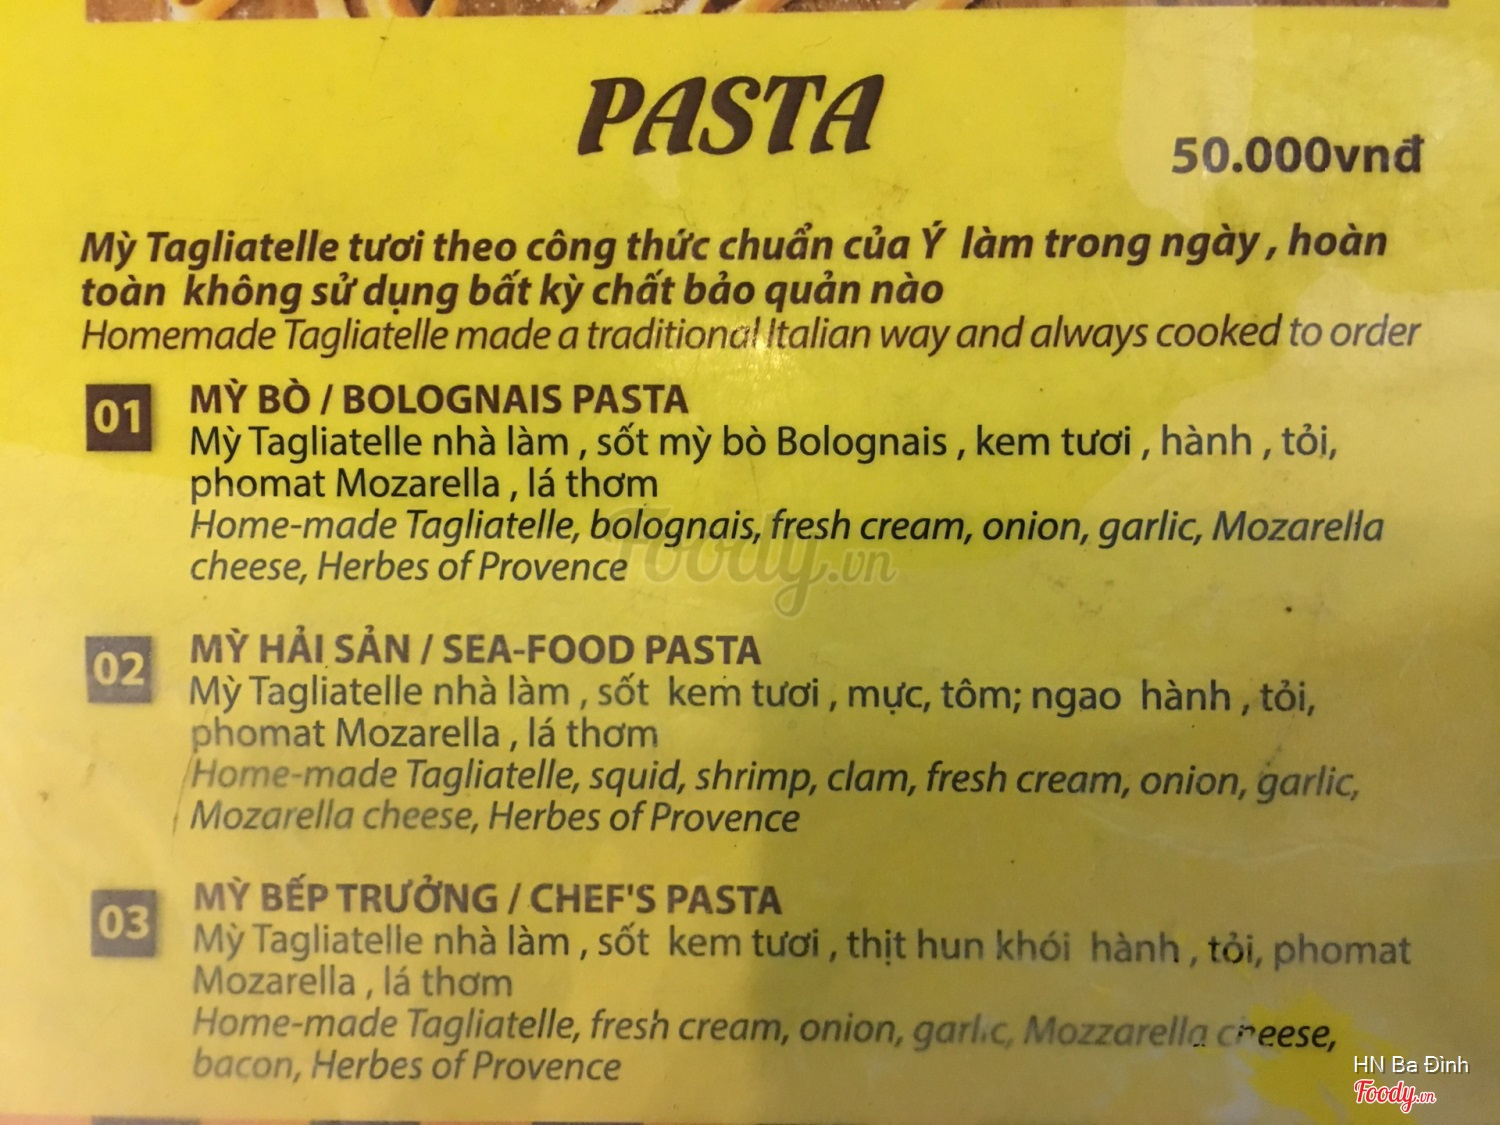 PASTA
50.000vnđ
Mỳ Tagliatelle tươi theo công thức chuẩn của Ý làm trong ngày , hoàn
toàn không sử dụng bất kỳ chất bảo quản nào
Homemade Tagliatelle made a traditional Italian way and always cooked to order
01
MỲ BÒ / BOLOGNAIS PASTA
Mỳ Tagliatelle nhà làm , sốt mỳ bò Bolognais , kem tươi , hành , tỏi,
phomat Mozarella , lá thơm
Home-made Tagliatelle, bolognais, fresh cream, onion, garlic, Mozarella
cheese, Herbes of Provence
Foody.vn
02
MỲ HẢI SẢN / SEA-FOOD PASTA
Mỳ Tagliatelle nhà làm , sốt kem tươi , mực, tôm; ngao hành , tỏi,
phomat Mozarella , lá thơm
Home-made Tagliatelle, squid, shrimp, clam, fresh cream, onion, garlic,
Mozarella cheese, Herbes of Provence
03
MỲ BẾP TRƯỞNG / CHEF'S PASTA
Mỳ Tagliatelle nhà làm , sốt kem tươi , thịt hun khói hành , tỏi, phomat
Mozarella , lá thơm
Home-made Tagliatelle, fresh cream, onion, garlic, Mozzarella cheese,
bacon, Herbes of Provence
HN Ba Đình
Foody.vn